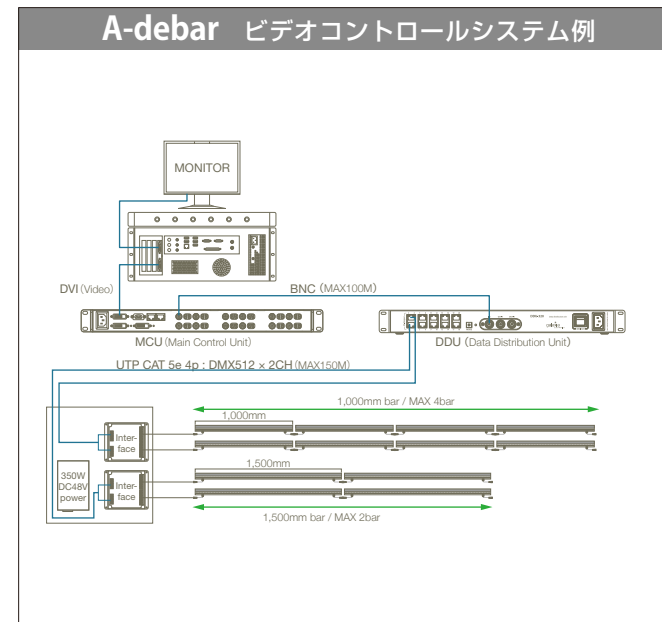 A-debar ビデオコントロールシステム例
MONITOR
DVI (Video)
BNC (MAX100M)
MCU (Main Control Unit)
DDU (Data Distribution Unit)
UTP CAT 5e 4p : DMX512 × 2CH (MAX150M)
1,000mm bar / MAX 4bar
1,000mm
Inter-
face
1,500mm
350W
DC48V
power
Inter-
face
1,500mm bar / MAX 2bar